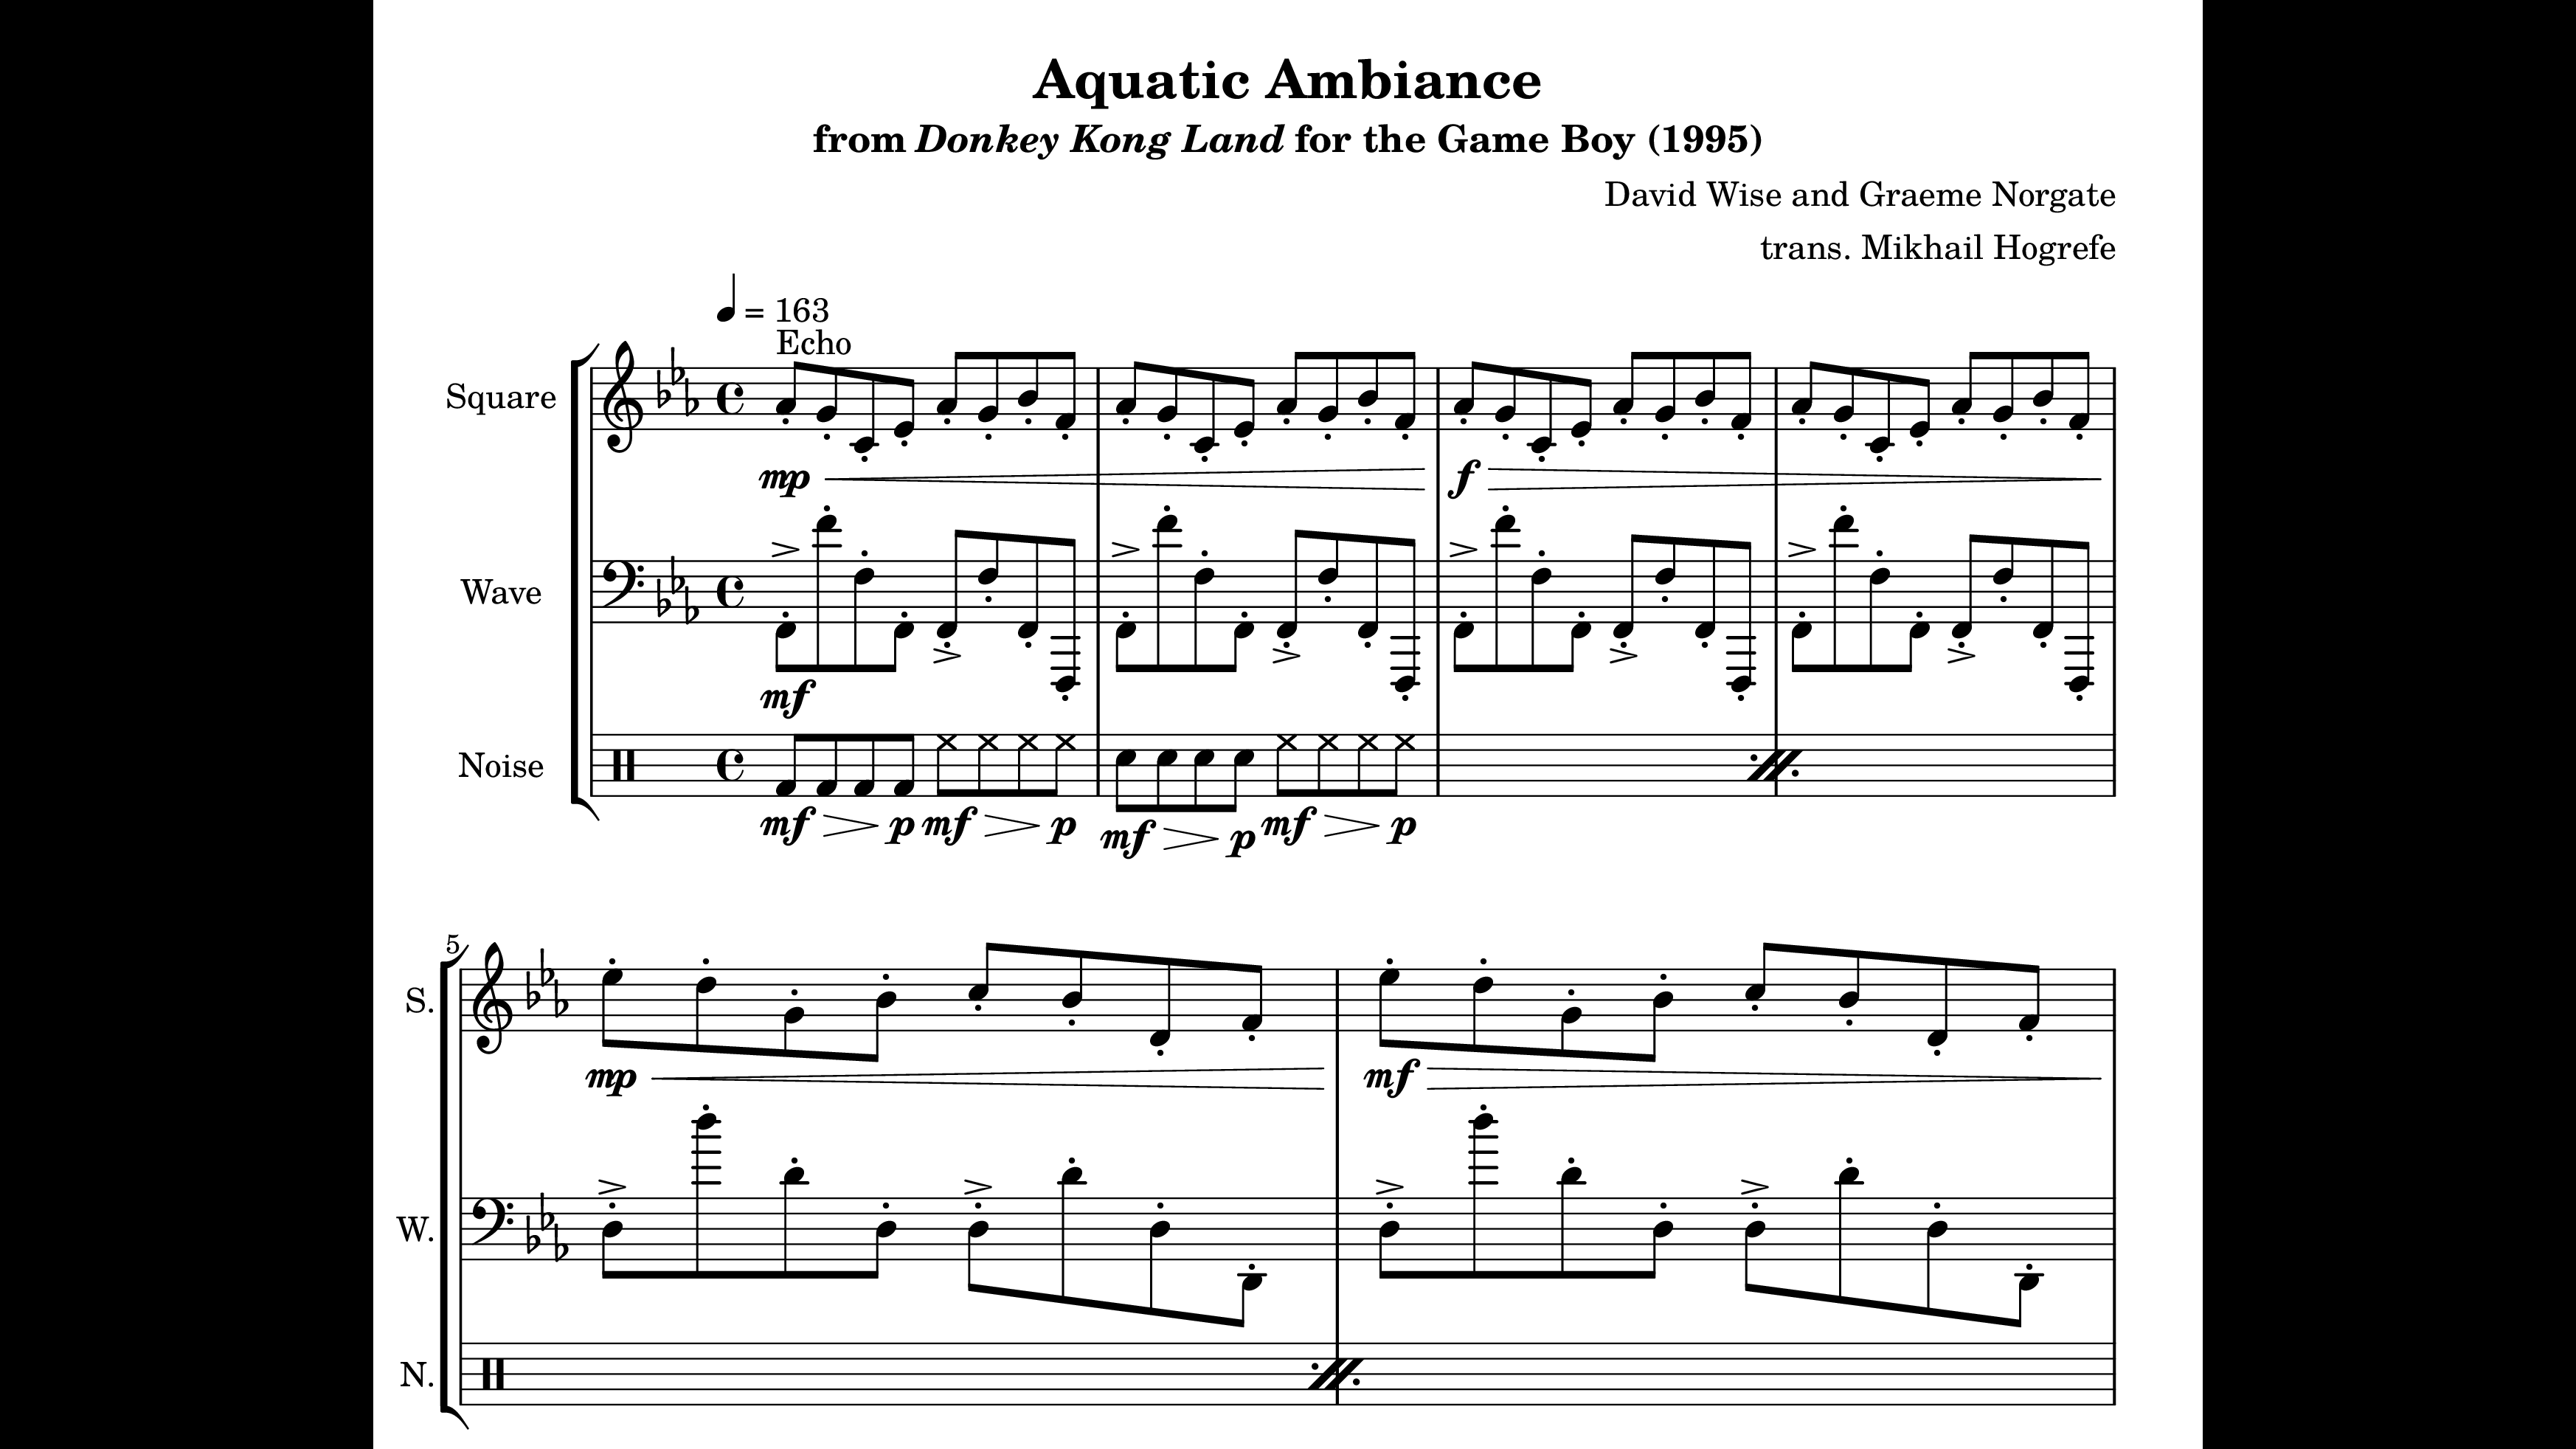 Aquatic Ambiance
from Donkey Kong Land for the Game Boy (1995)
David Wise and Graeme Norgate
trans. Mikhail Hogrefe
= 163
Echo
Square
mp
f
Wave
mf
Noise
mf p mf p mf p mf p
5
S.
mp
mf
W.
N.